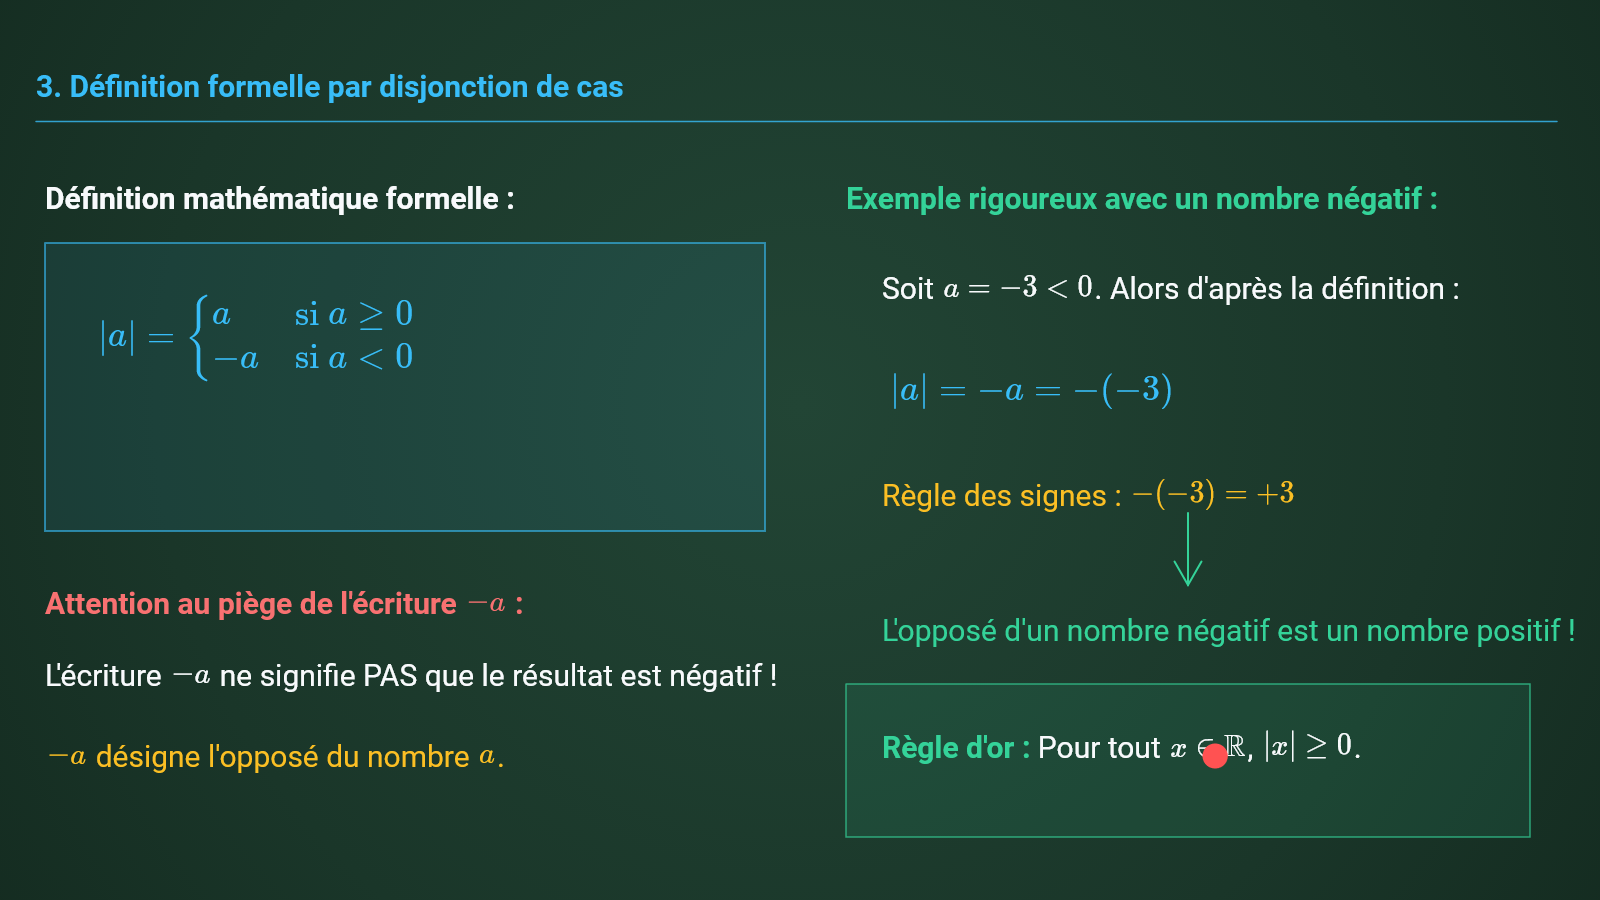 3. Définition formelle par disjonction de cas
Définition mathématique formelle :
|a| = { a si a ≥ 0
−a si a < 0
Attention au piège de l'écriture −a :
L'écriture −a ne signifie PAS que le résultat est négatif !
−a désigne l'opposé du nombre a.
Exemple rigoureux avec un nombre négatif :
Soit a = −3 < 0. Alors d'après la définition :
|a| = −a = −(−3)
Règle des signes : −(−3) = +3
L'opposé d'un nombre négatif est un nombre positif !
Règle d'or : Pour tout x ∈ ℝ, |x| ≥ 0.